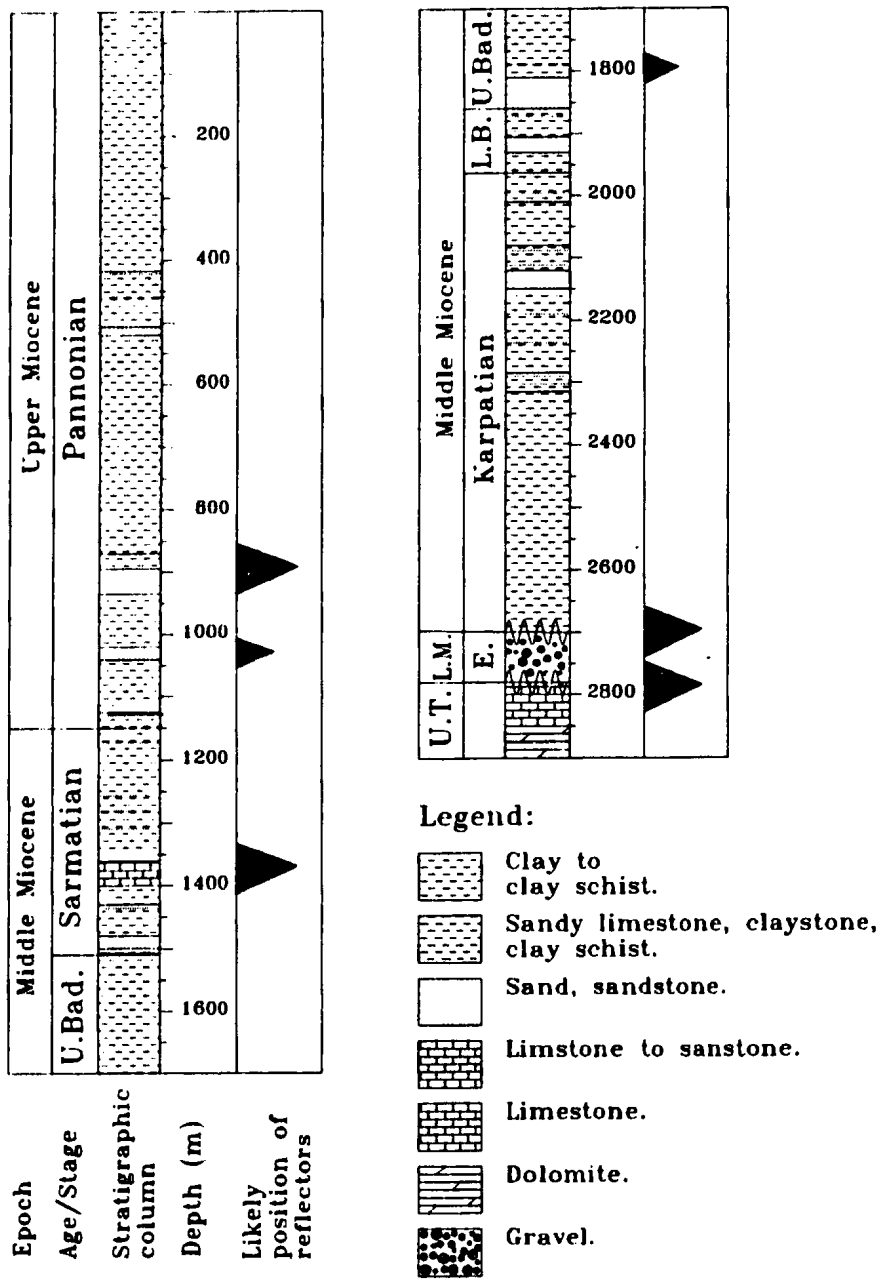 Upper Miocene
Middle Miocene
Pannonian
Sarmatian
U.Bad.
200
400
600
800
1000
1200
1400
1600
Epoch
Age/Stage
Stratigraphic
column
Depth (m)
Likely
position of
reflectors
Middle Miocene
L.M.
U.T.
U.Bad.
L.B.
Karpatian
E.
1800
2000
2200
2400
2600
2800
Legend:
Clay to
clay schist.
Sandy limestone, claystone,
clay schist.
Sand, sandstone.
Limstone to sanstone.
Limestone.
Dolomite.
Gravel.